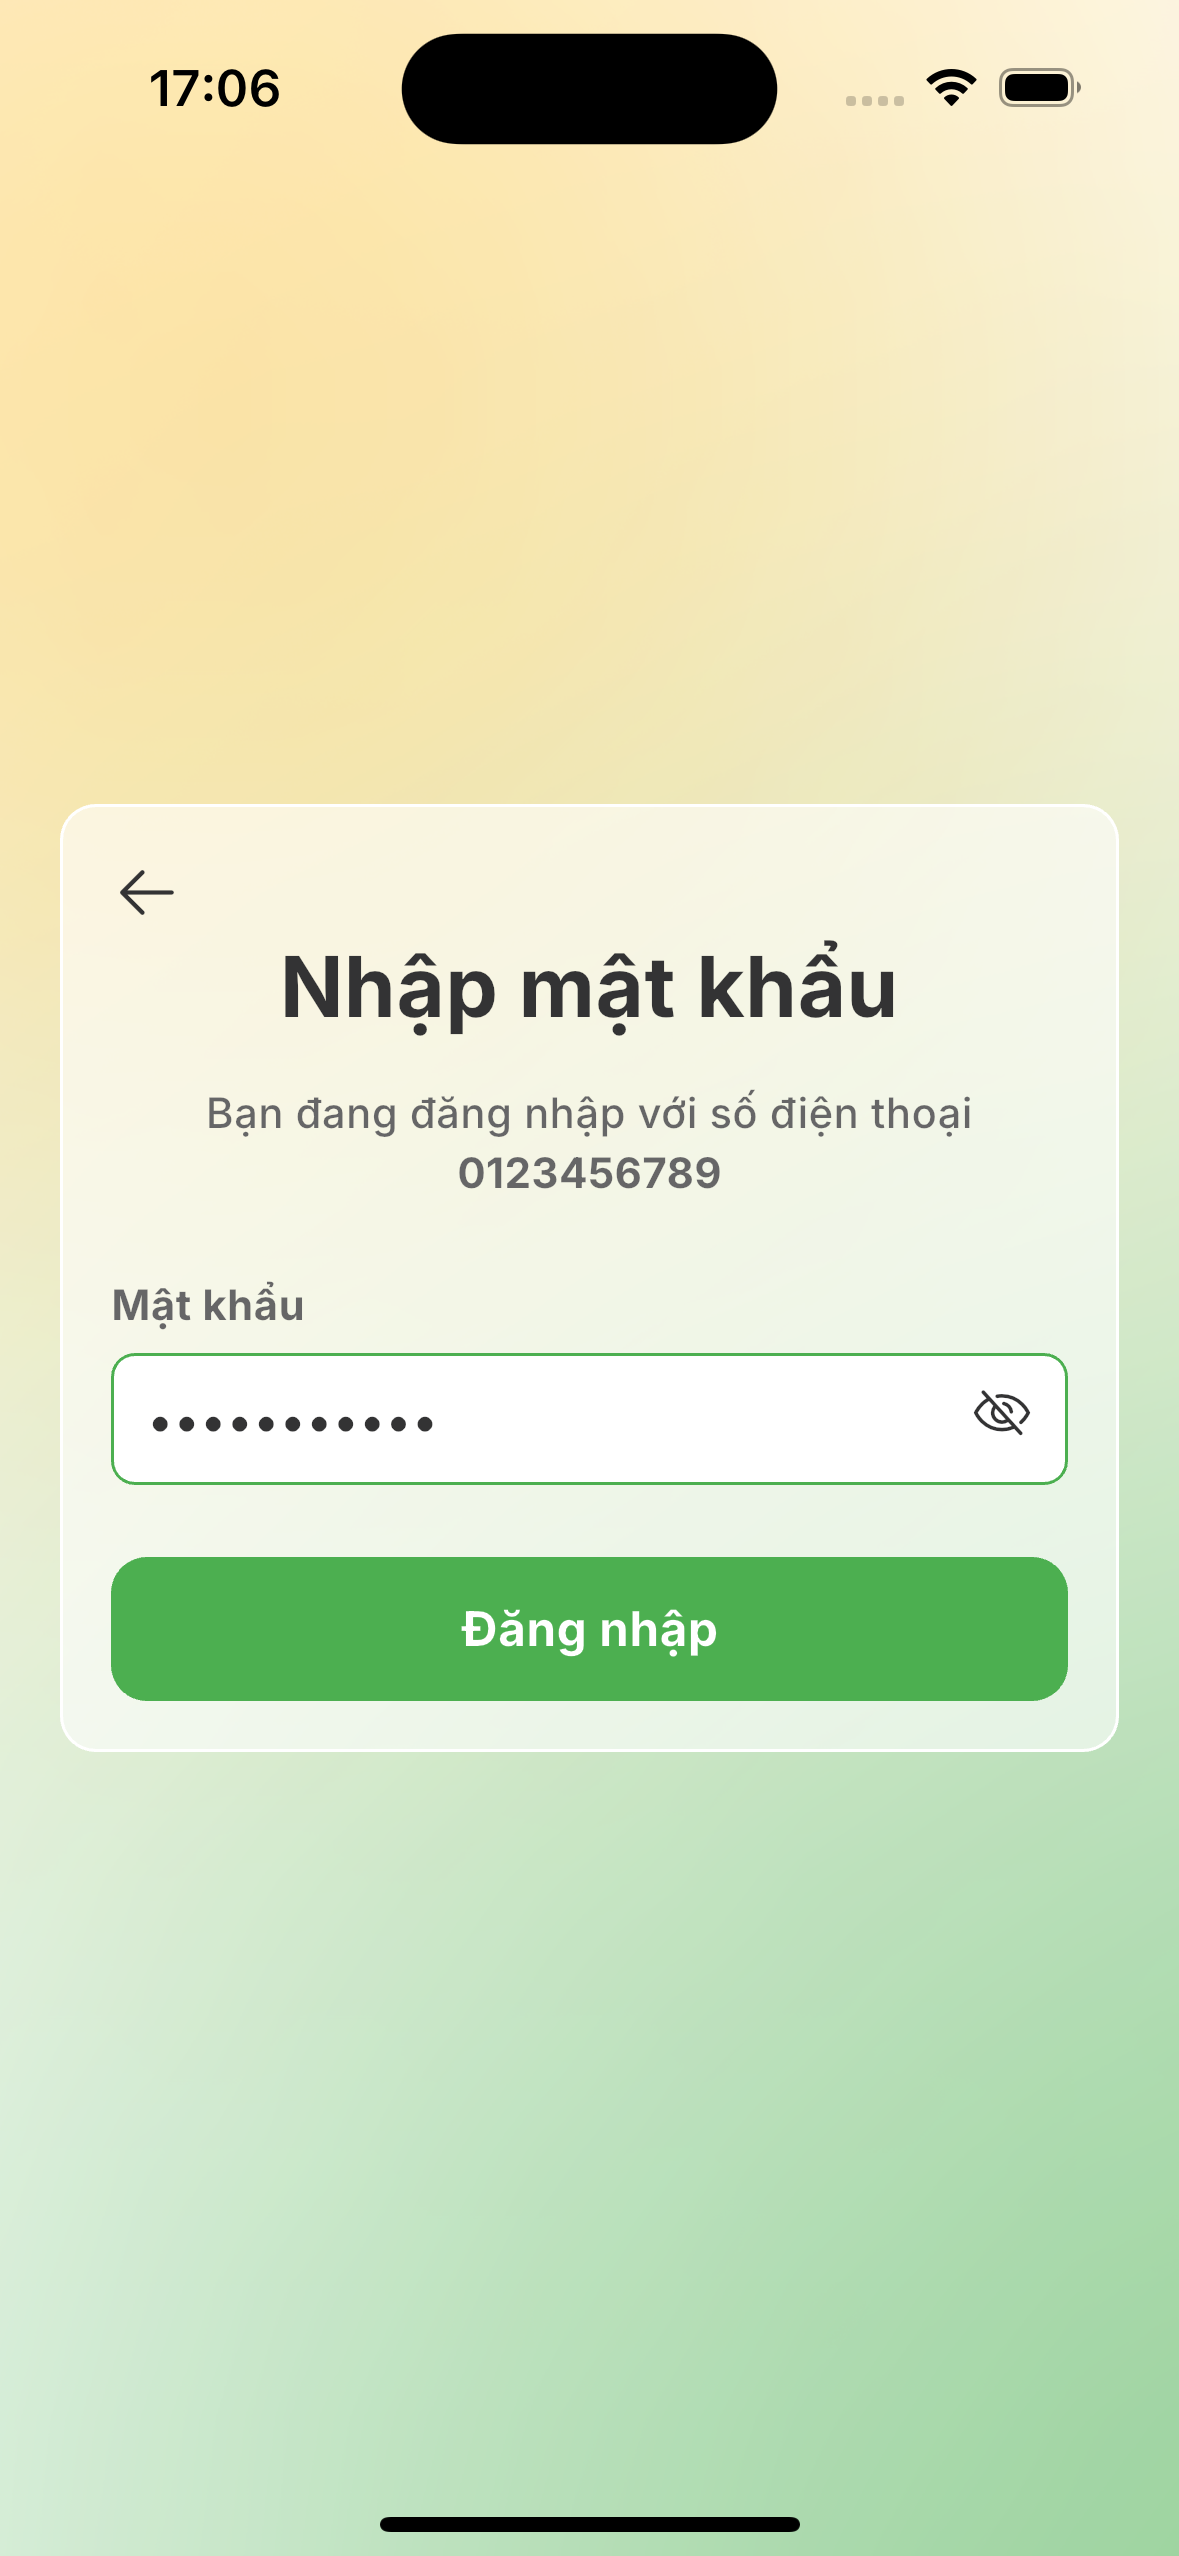 17:06
Nhập mật khẩu
Bạn đang đăng nhập với số điện thoại
0123456789
Mật khẩu
•••••••••••
Đăng nhập